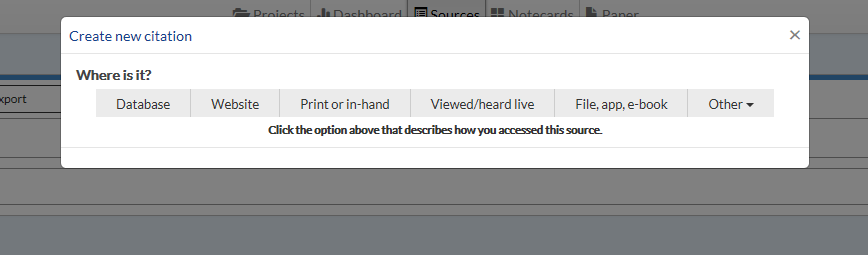 Projects Dashboard Sources Notecards Paper
Create new citation ×
Where is it?
xport
Database Website Print or in-hand Viewed/heard live File, app, e-book Other
Click the option above that describes how you accessed this source.